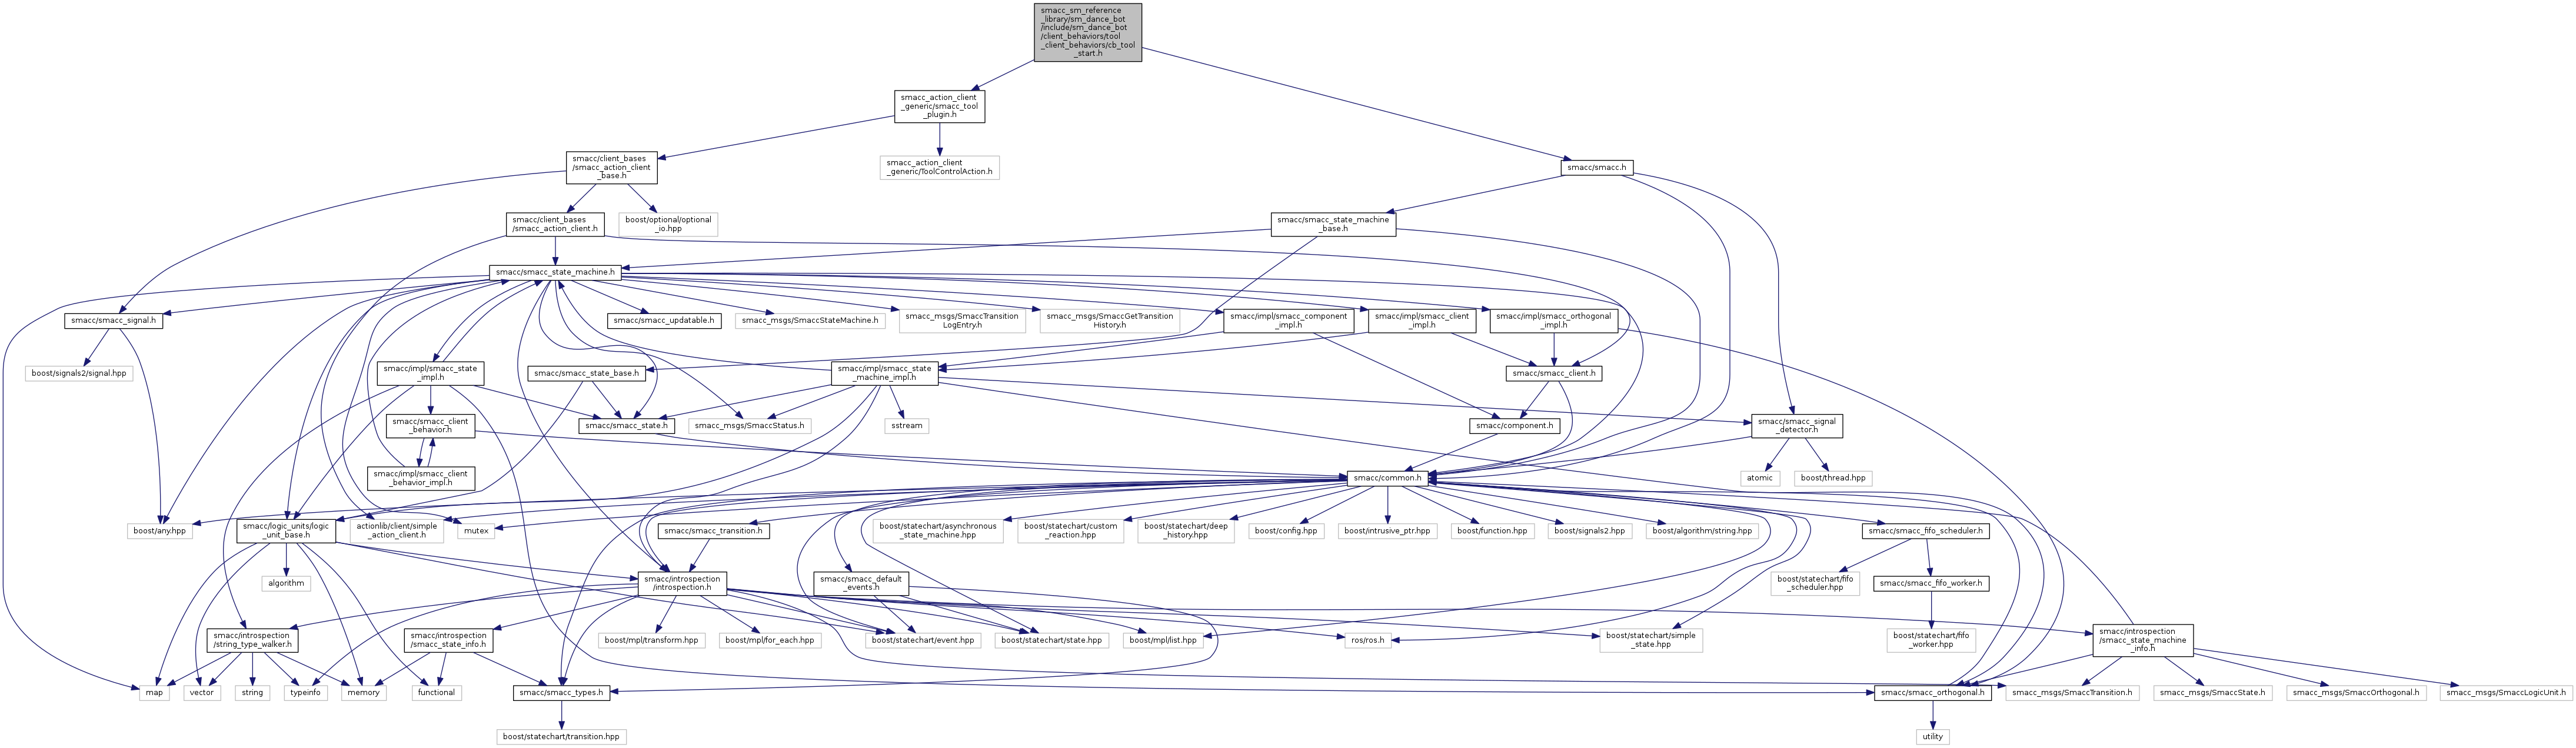 smacc_sm_reference
_library/sm_dance_bot
/include/sm_dance_bot
/client_behaviors/tool
_client_behaviors/cb_tool
_start.h
smacc_action_client
_generic/smacc_tool
_plugin.h
smacc/client_bases
/smacc_action_client
_base.h
smacc_action_client
_generic/ToolControlAction.h
smacc/smacc.h
smacc/client_bases
/smacc_action_client.h
boost/optional/optional
_io.hpp
smacc/smacc_state_machine
_base.h
smacc/smacc_state_machine.h
smacc/smacc_signal.h
smacc/smacc_updatable.h
smacc_msgs/SmaccStateMachine.h
smacc_msgs/SmaccTransition
LogEntry.h
smacc_msgs/SmaccGetTransition
History.h
smacc/impl/smacc_component
_impl.h
smacc/impl/smacc_client
_impl.h
smacc/impl/smacc_orthogonal
_impl.h
boost/signals2/signal.hpp
smacc/impl/smacc_state
_impl.h
smacc/smacc_state_base.h
smacc/impl/smacc_state
_machine_impl.h
smacc/smacc_client.h
smacc/smacc_client
_behavior.h
smacc/smacc_state.h
smacc_msgs/SmaccStatus.h
sstream
smacc/component.h
smacc/smacc_signal
_detector.h
smacc/impl/smacc_client
_behavior_impl.h
smacc/common.h
atomic
boost/thread.hpp
boost/any.hpp
smacc/logic_units/logic
_unit_base.h
actionlib/client/simple
_action_client.h
mutex
smacc/smacc_transition.h
boost/statechart/asynchronous
_state_machine.hpp
boost/statechart/custom
_reaction.hpp
boost/statechart/deep
_history.hpp
boost/config.hpp
boost/intrusive_ptr.hpp
boost/function.hpp
boost/signals2.hpp
boost/algorithm/string.hpp
smacc/smacc_fifo_scheduler.h
algorithm
smacc/introspection
/introspection.h
smacc/smacc_default
_events.h
boost/statechart/fifo
_scheduler.hpp
smacc/smacc_fifo_worker.h
smacc/introspection
/string_type_walker.h
smacc/introspection
/smacc_state_info.h
boost/mpl/transform.hpp
boost/mpl/for_each.hpp
boost/statechart/event.hpp
boost/statechart/state.hpp
boost/mpl/list.hpp
ros/ros.h
boost/statechart/simple
_state.hpp
boost/statechart/fifo
_worker.hpp
smacc/introspection
/smacc_state_machine
_info.h
map
vector
string
typeinfo
memory
functional
smacc/smacc_types.h
smacc/smacc_orthogonal.h
smacc_msgs/SmaccTransition.h
smacc_msgs/SmaccState.h
smacc_msgs/SmaccOrthogonal.h
smacc_msgs/SmaccLogicUnit.h
boost/statechart/transition.hpp
utility